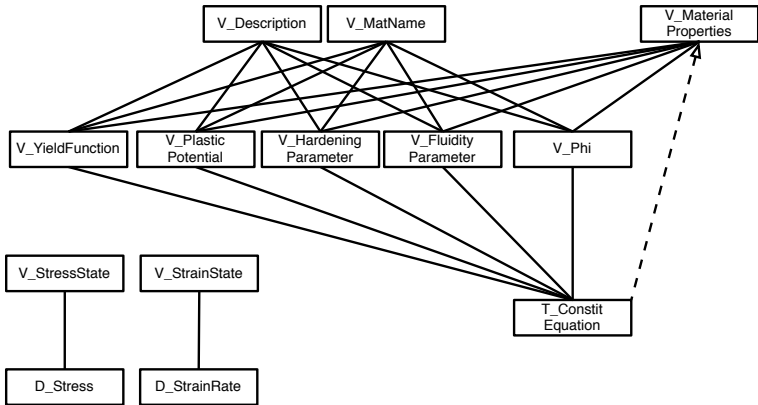 V_Description
V_MatName
V_Material
Properties
V_YieldFunction
V_Plastic
Potential
V_Hardening
Parameter
V_Fluidity
Parameter
V_Phi
V_StressState
V_StrainState
T_Constit
Equation
D_Stress
D_StrainRate